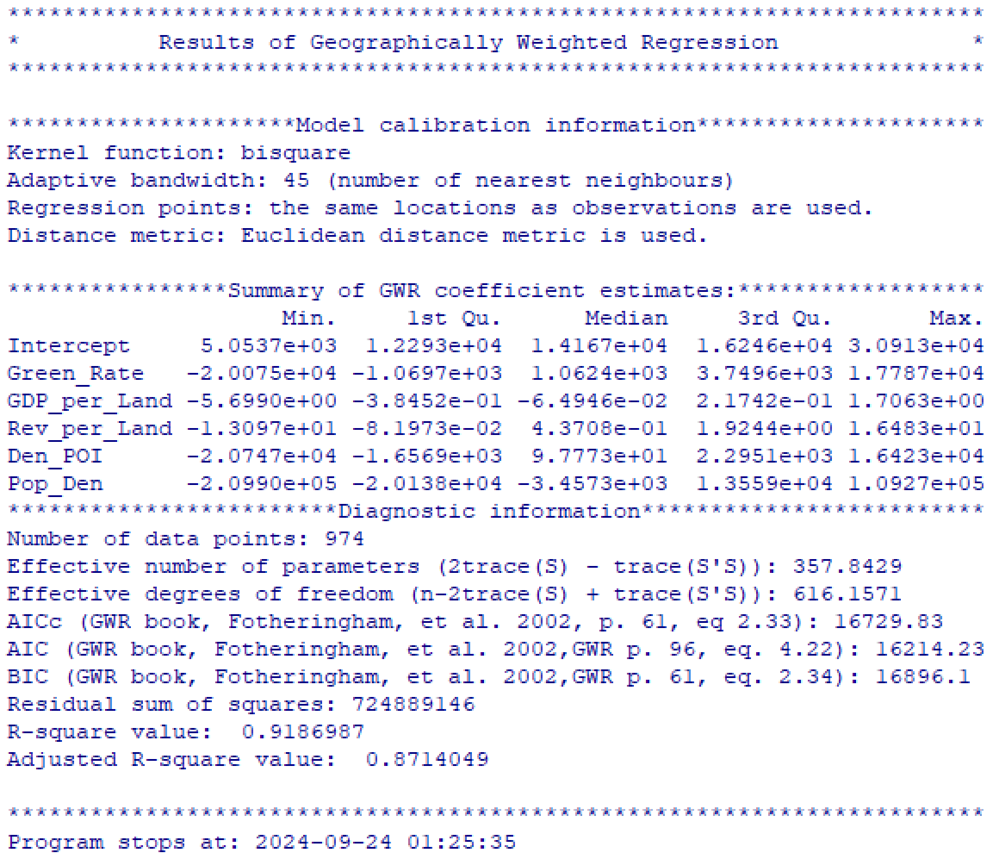 ***********************************************************************
*          Results of Geographically Weighted Regression              *
***********************************************************************

*********************Model calibration information*********************
Kernel function: bisquare
Adaptive bandwidth: 45 (number of nearest neighbours)
Regression points: the same locations as observations are used.
Distance metric: Euclidean distance metric is used.

****************Summary of GWR coefficient estimates:******************
                    Min.     1st Qu.      Median     3rd Qu.       Max.
Intercept     5.0537e+03  1.2293e+04  1.4167e+04  1.6246e+04 3.0913e+04
Green_Rate   -2.0075e+04 -1.0697e+03  1.0624e+03  3.7496e+03 1.7787e+04
GDP_per_Land -5.6990e+00 -3.8452e-01 -6.4946e-02  2.1742e-01 1.7063e+00
Rev_per_Land -1.3097e+01 -8.1973e-02  4.3708e-01  1.9244e+00 1.6483e+01
Den_POI      -2.0747e+04 -1.6569e+03  9.7773e+01  2.2951e+03 1.6423e+04
Pop_Den      -2.0990e+05 -2.0138e+04 -3.4573e+03  1.3559e+04 1.0927e+05
************************Diagnostic information*************************
Number of data points: 974
Effective number of parameters (2trace(S) - trace(S'S)): 357.8429
Effective degrees of freedom (n-2trace(S) + trace(S'S)): 616.1571
AICc (GWR book, Fotheringham, et al. 2002, p. 61, eq 2.33): 16729.83
AIC (GWR book, Fotheringham, et al. 2002,GWR p. 96, eq. 4.22): 16214.23
BIC (GWR book, Fotheringham, et al. 2002,GWR p. 61, eq. 2.34): 16896.1
Residual sum of squares: 724889146
R-square value:  0.9186987
Adjusted R-square value:  0.8714049

***********************************************************************
Program stops at: 2024-09-24 01:25:35